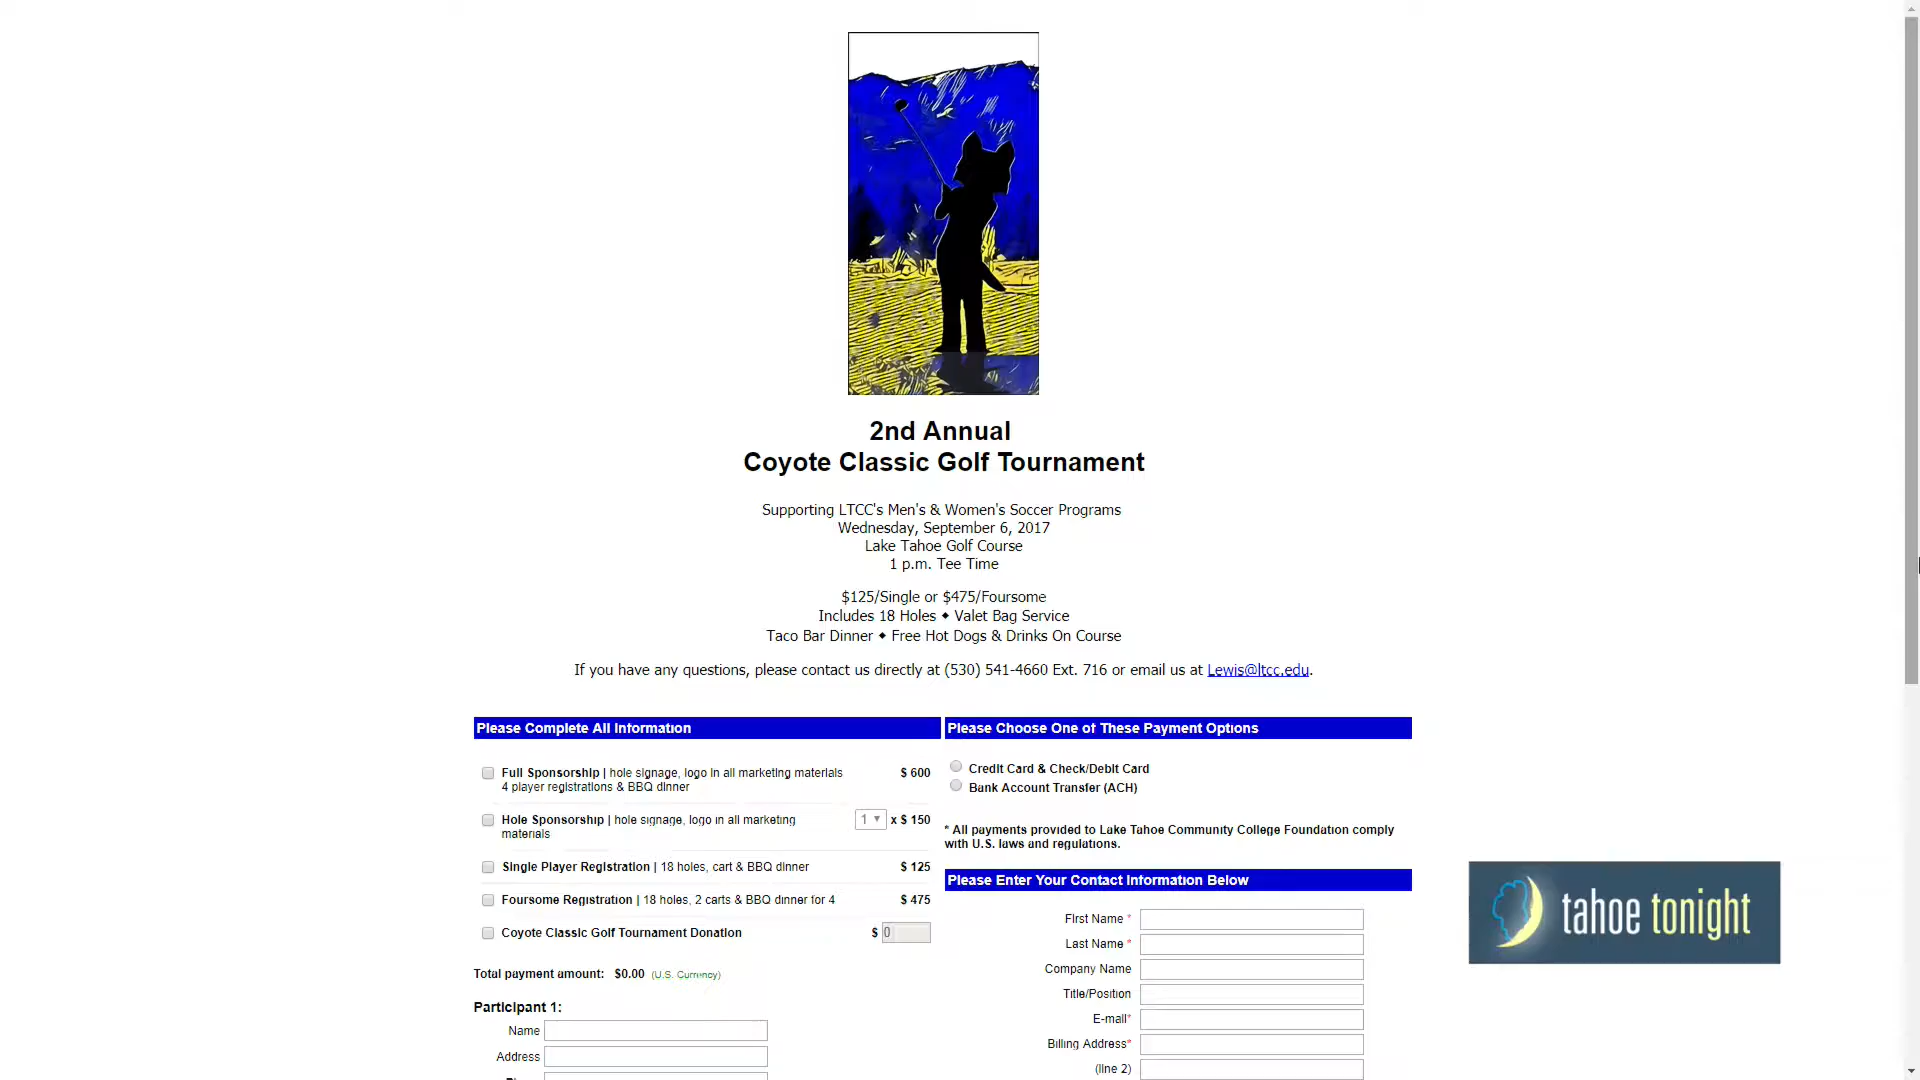 2nd Annual
Coyote Classic Golf Tournament
Supporting LTCC's Men's & Women's Soccer Programs
Wednesday, September 6, 2017
Lake Tahoe Golf Course
1 p.m. Tee Time
$125/Single or $475/Foursome
Includes 18 Holes ♦ Valet Bag Service
Taco Bar Dinner ♦ Free Hot Dogs & Drinks On Course
If you have any questions, please contact us directly at (530) 541-4660 Ext. 716 or email us at Lewis@ltcc.edu.
Please Complete All Information
Full Sponsorship | hole signage, logo in all marketing materials $ 600
4 player registrations & BBQ dinner
Hole Sponsorship | hole signage, logo in all marketing 1 x $ 150
materials
Single Player Registration | 18 holes, cart & BBQ dinner $ 125
Foursome Registration | 18 holes, 2 carts & BBQ dinner for 4 $ 475
Coyote Classic Golf Tournament Donation $ 0
Total payment amount: $0.00 (U.S. Currency)
Participant 1:
Name
Address
Please Choose One of These Payment Options
Credit Card & Check/Debit Card
Bank Account Transfer (ACH)
* All payments provided to Lake Tahoe Community College Foundation comply
with U.S. laws and regulations.
Please Enter Your Contact Information Below
First Name *
Last Name *
Company Name
Title/Position
E-mail*
Billing Address*
(line 2)
tahoe tonight